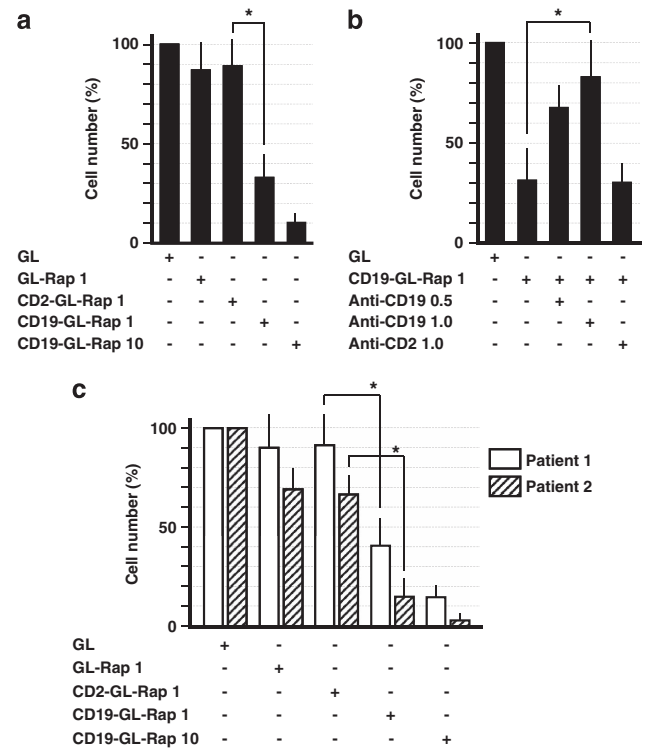 a
*
100
50
0
Cell number (%)
GL + - - - -
GL-Rap 1 - + - - -
CD2-GL-Rap 1 - - + - -
CD19-GL-Rap 1 - - - + -
CD19-GL-Rap 10 - - - - +
b
*
100
50
0
Cell number (%)
GL + - - - -
CD19-GL-Rap 1 - + + + +
Anti-CD19 0.5 - - + - -
Anti-CD19 1.0 - - - + -
Anti-CD2 1.0 - - - - +
c
*
*
100
50
0
Cell number (%)
Patient 1
Patient 2
GL + - - - -
GL-Rap 1 - + - - -
CD2-GL-Rap 1 - - + - -
CD19-GL-Rap 1 - - - + -
CD19-GL-Rap 10 - - - - +